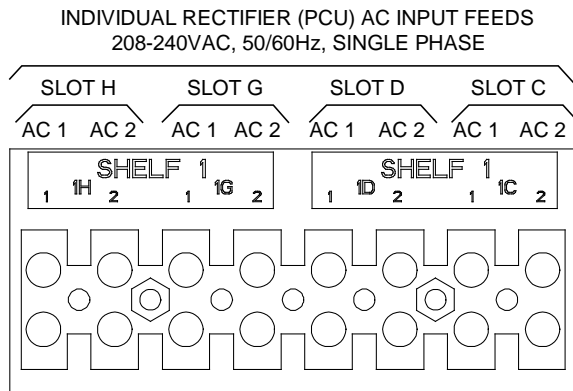 INDIVIDUAL RECTIFIER (PCU) AC INPUT FEEDS
208-240VAC, 50/60Hz, SINGLE PHASE
SLOT H SLOT G SLOT D SLOT C
AC 1 AC 2 AC 1 AC 2 AC 1 AC 2 AC 1 AC 2
SHELF 1 SHELF 1
1 1H 2 1 1G 2 1 1D 2 1 1C 2